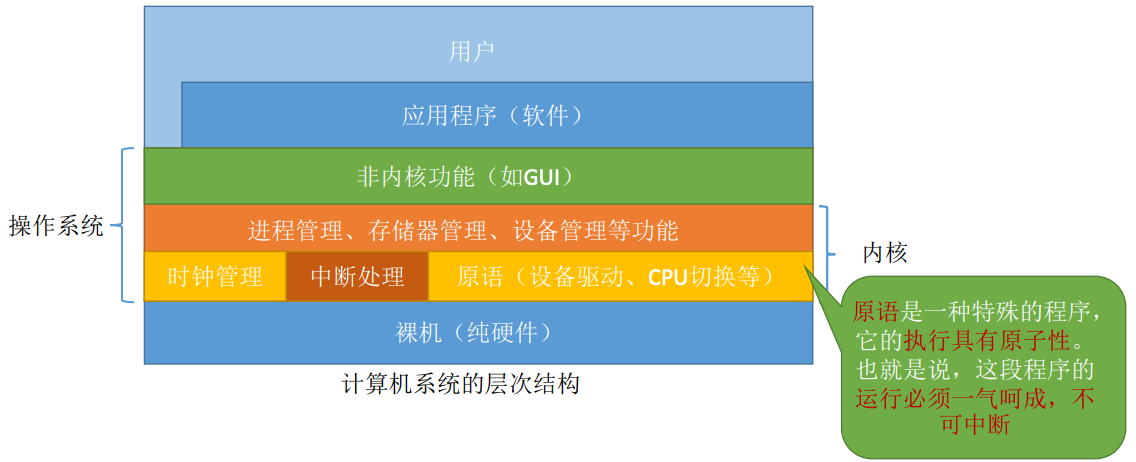 用户
应用程序（软件）
非内核功能（如GUI）
操作系统
进程管理、存储器管理、设备管理等功能
内核
时钟管理
中断处理
原语（设备驱动、CPU切换等）
裸机（纯硬件）
原语是一种特殊的程序，
它的执行具有原子性。
也就是说，这段程序的
运行必须一气呵成，不
可中断
计算机系统的层次结构